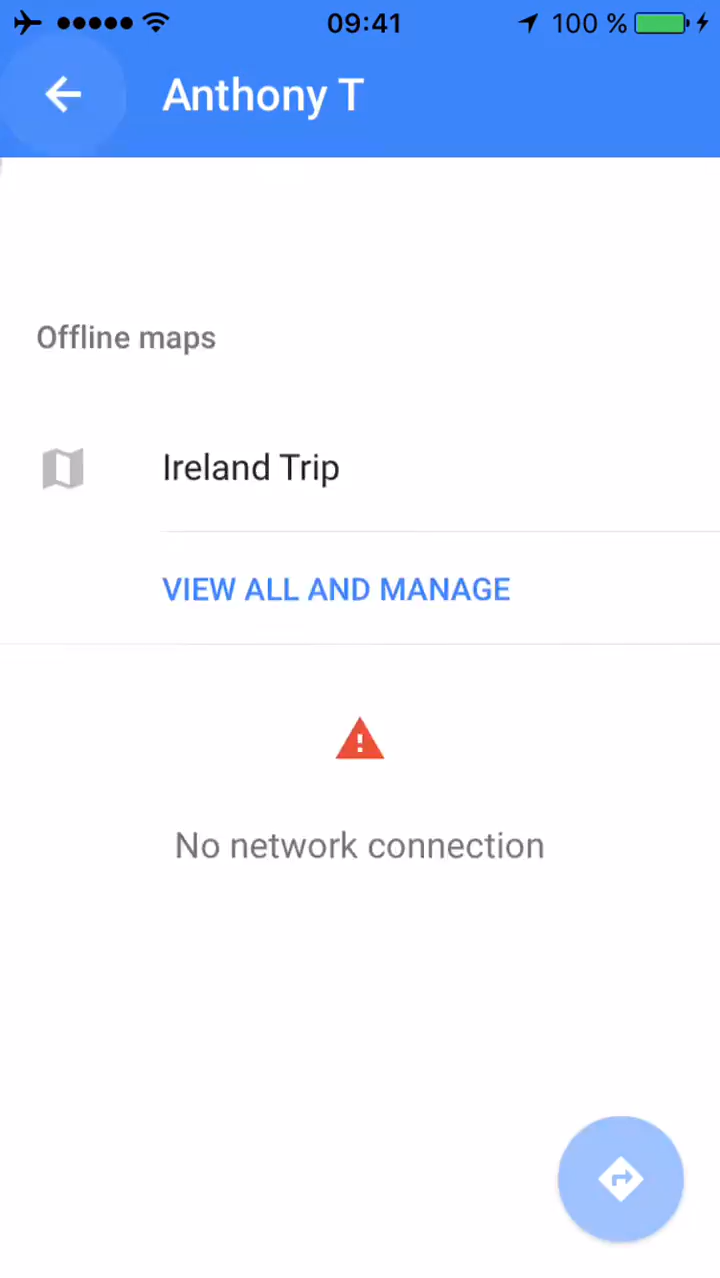 09:41
100 %
Anthony T
Offline maps
Ireland Trip
VIEW ALL AND MANAGE
No network connection